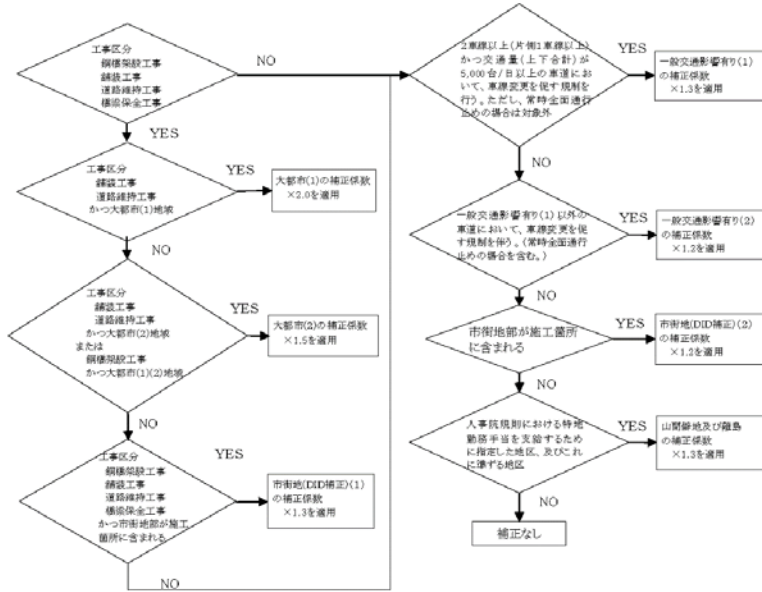 工事区分
鋼橋架設工事
舗装工事
道路維持工事
橋梁保全工事
NO
YES
工事区分
舗装工事
道路維持工事
かつ大都市(1)地域
YES
大都市(1)の補正係数
×2.0を適用
NO
工事区分
舗装工事
道路維持工事
かつ大都市(2)地域
または
鋼橋架設工事
かつ大都市(1)(2)地域
YES
大都市(2)の補正係数
×1.5を適用
NO
工事区分
鋼橋架設工事
舗装工事
道路維持工事
橋梁保全工事
かつ市街地部が施工
箇所に含まれる
YES
市街地(DID補正)(1)
の補正係数
×1.3を適用
NO
2車線以上(片側1車線以上)
かつ交通量(上下合計)が
5,000台/日以上の車道にお
いて、車線変更を促す規制を
行う。ただし、常時全面通行
止めの場合は対象外
YES
一般交通影響有り(1)
の補正係数
×1.3を適用
NO
一般交通影響有り(1)以外の
車道において、車線変更を促
す規制を伴う。(常時全面通行
止めの場合を含む。)
YES
一般交通影響有り(2)
の補正係数
×1.2を適用
NO
市街地部が施工箇所
に含まれる
YES
市街地(DID補正)(2)
の補正係数
×1.2を適用
NO
人事院規則における特地
勤務手当を支給するため
に指定した地区、及びこれ
に準ずる地区
YES
山間僻地及び離島
の補正係数
×1.3を適用
NO
補正なし